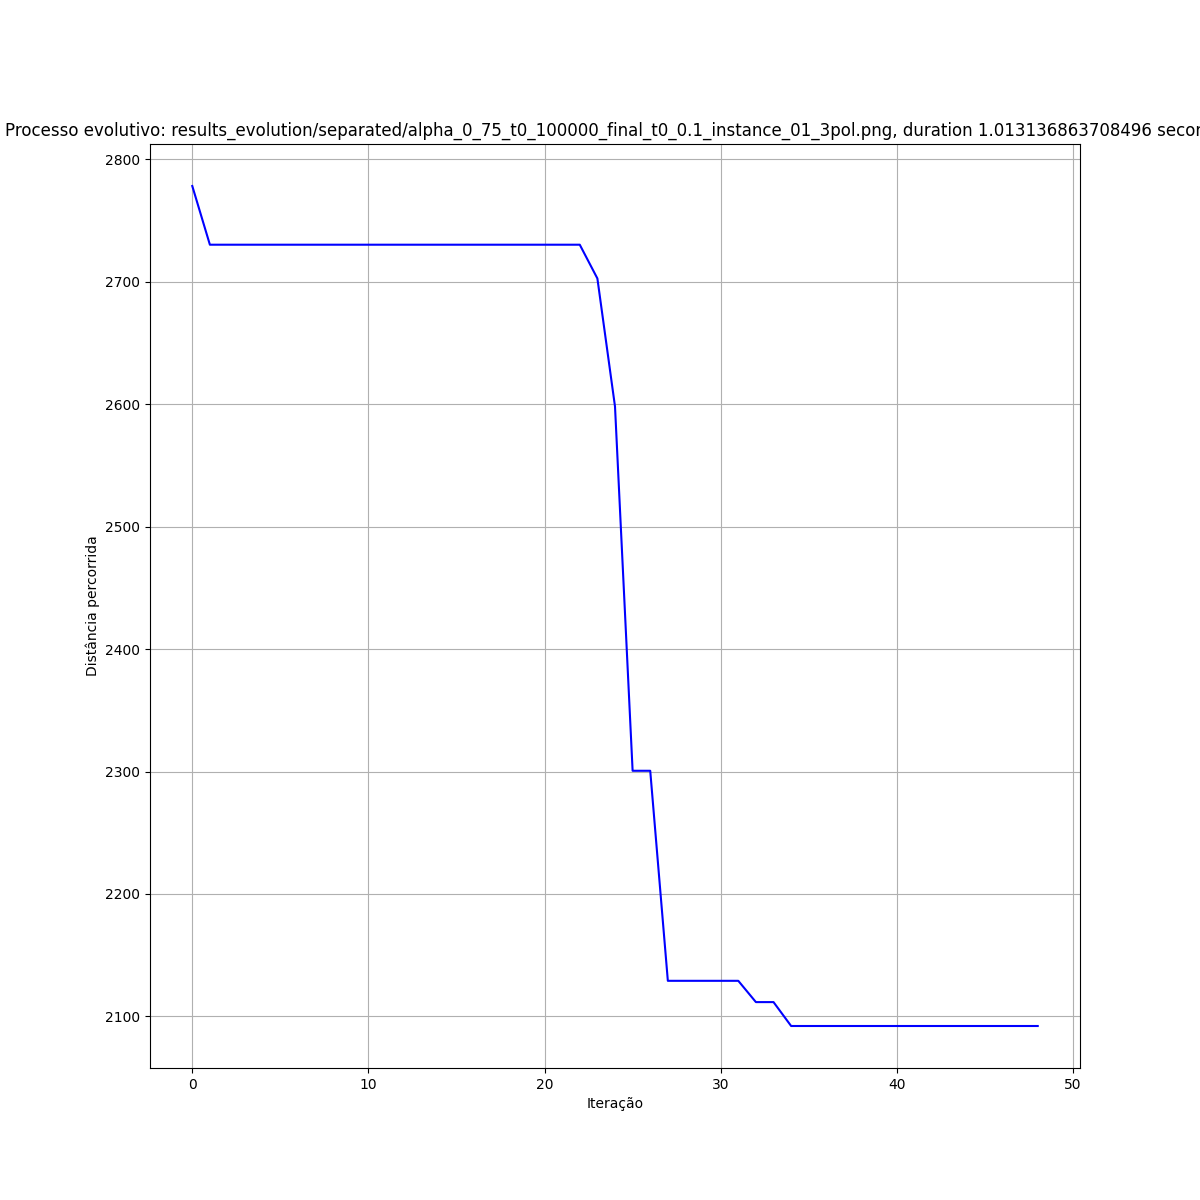 Processo evolutivo: results_evolution/separated/alpha_0_75_t0_100000_final_t0_0.1_instance_01_3pol.png, duration 1.013136863708496
2800
2700
2600
2500
2400
2300
2200
2100
Distância percorrida
0 10 20 30 40 50
Iteração